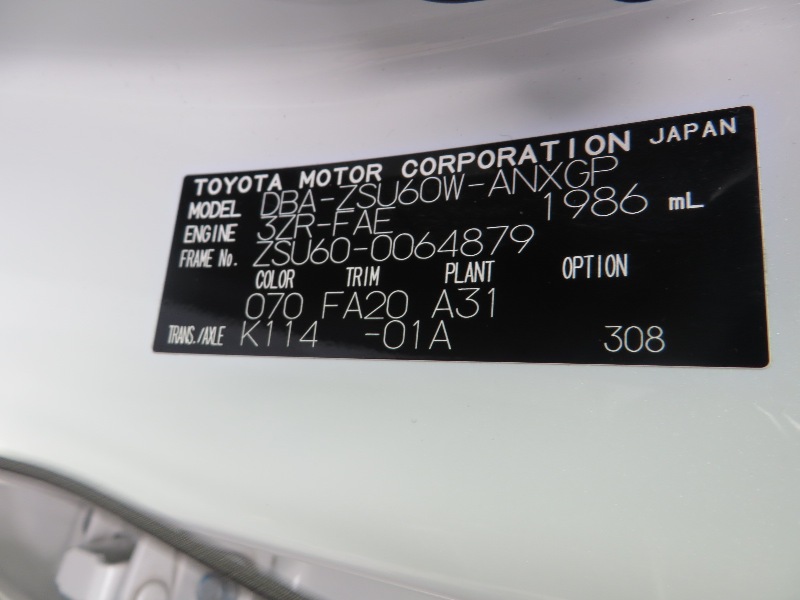 TOYOTA MOTOR CORPORATION JAPAN
MODEL DBA-ZSU60W-ANXGP
ENGINE 3ZR-FAE 1986 mL
FRAME No. ZSU60-0064879
COLOR TRIM PLANT OPTION
070 FA20 A31
TRANS./AXLE K114 -01A 308